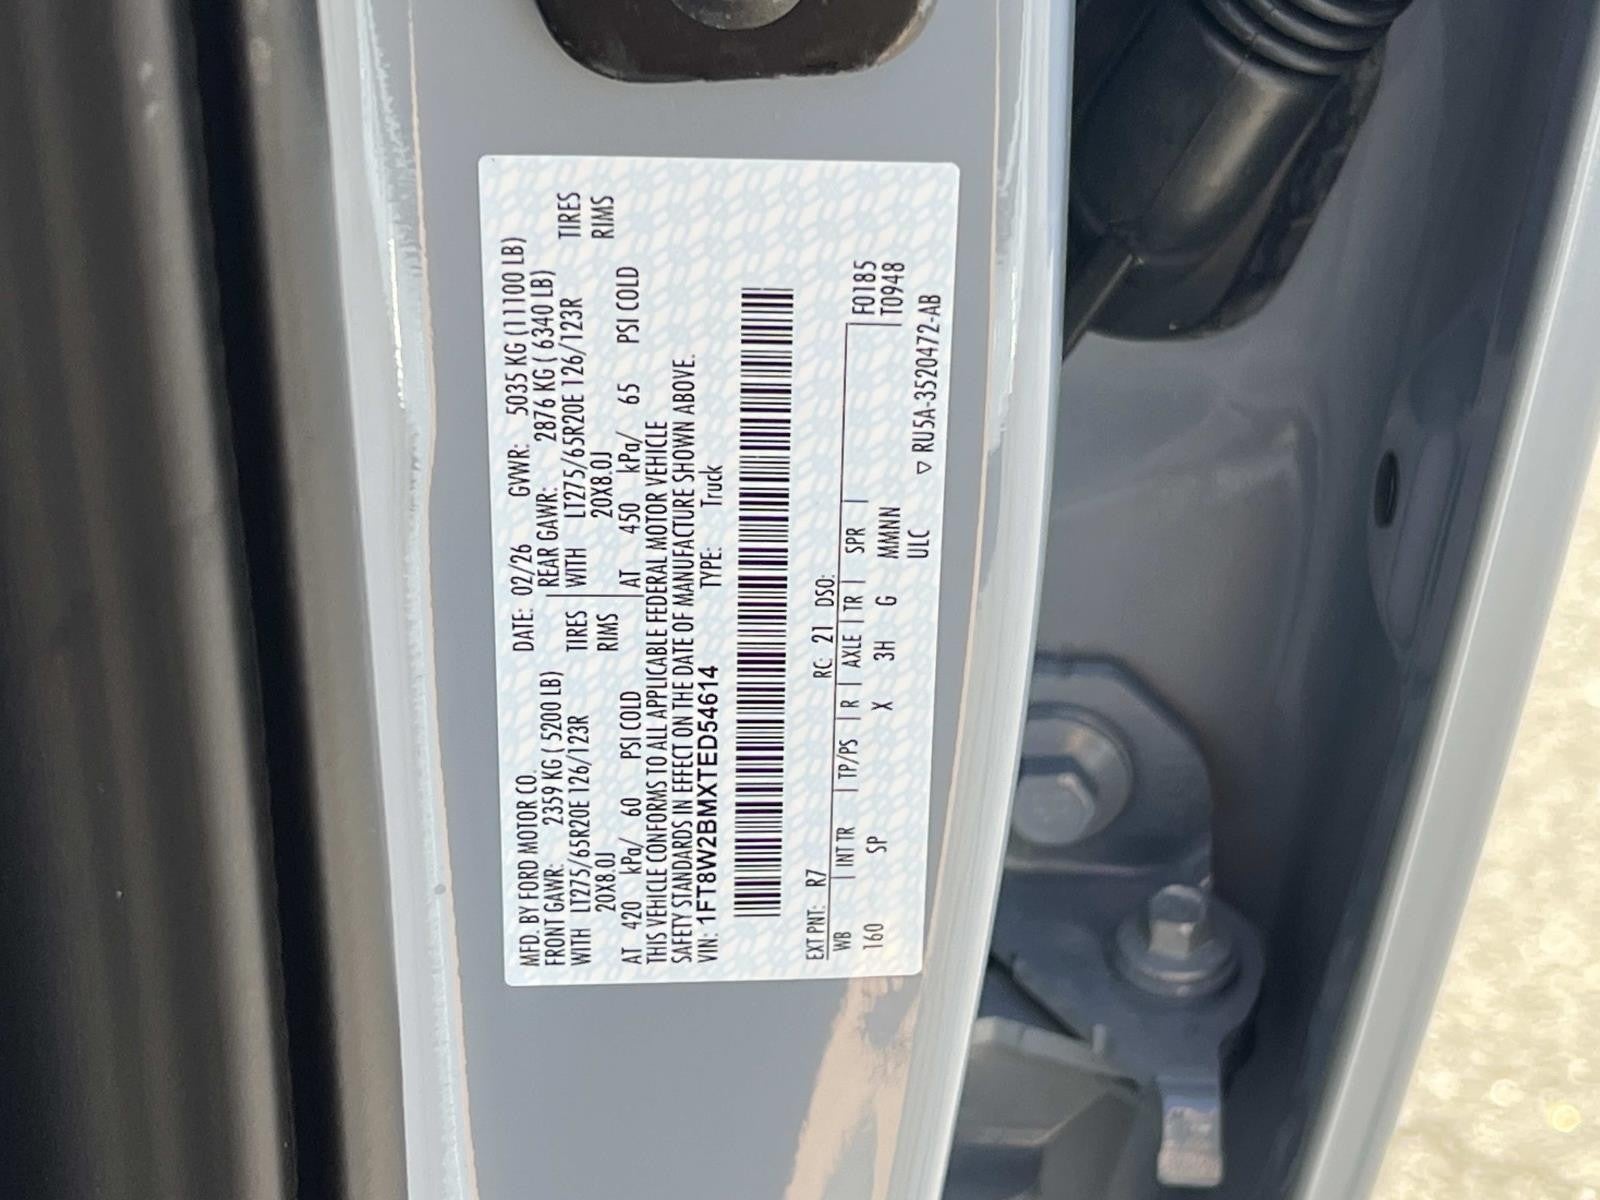 MFD. BY FORD MOTOR CO. DATE: 02/26 GVWR: 5035 KG (11100 LB)
FRONT GAWR: 2359 KG ( 5200 LB) REAR GAWR: 2876 KG ( 6340 LB)
WITH LT275/65R20E 126/123R TIRES WITH LT275/65R20E 126/123R TIRES
20X8.0J RIMS 20X8.0J RIMS
AT 420 kPa/ 60 PSI COLD AT 450 kPa/ 65 PSI COLD
THIS VEHICLE CONFORMS TO ALL APPLICABLE FEDERAL MOTOR VEHICLE
SAFETY STANDARDS IN EFFECT ON THE DATE OF MANUFACTURE SHOWN ABOVE.
VIN: 1FT8W2BMXTED54614 TYPE: Truck
EXT PNT: R7 RC: 21 DSO: F0185
WB INT TR TP/PS R AXLE TR SPR T0948
160 SP X 3H G MMNNN
ULC ▽ RU5A-3520472-AB